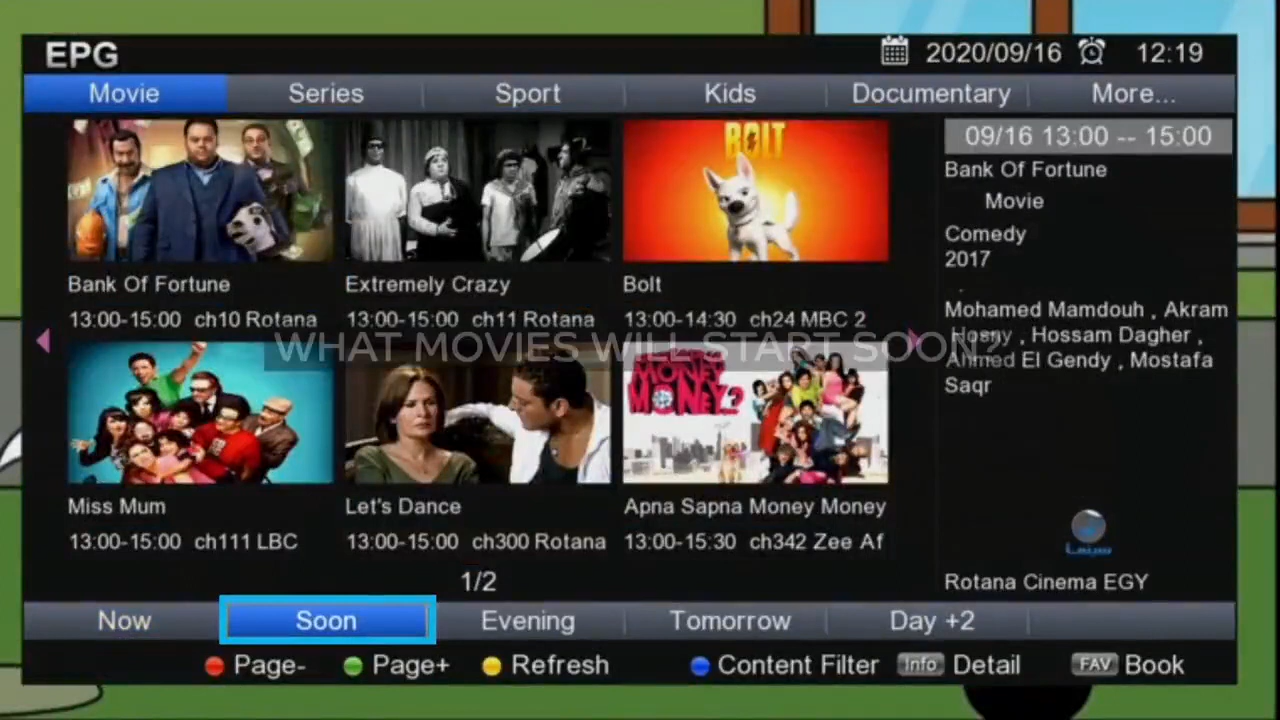 EPG
2020/09/16 12:19
Movie Series Sport Kids Documentary More...
BOLT
09/16 13:00 -- 15:00
Bank Of Fortune
Movie
Comedy
2017
.
Mohamed Mamdouh , Akram
Hosny , Hossam Dagher ,
Ahmed El Gendy , Mostafa
Saqr
Bank Of Fortune Extremely Crazy Bolt
13:00-15:00 ch10 Rotana 13:00-15:00 ch11 Rotana 13:00-14:30 ch24 MBC 2
WHAT MOVIES WILL START SOON?
MONEY
MONEY
Miss Mum Let's Dance Apna Sapna Money Money
13:00-15:00 ch111 LBC 13:00-15:00 ch300 Rotana 13:00-15:30 ch342 Zee Af
1/2
Rotana Cinema EGY
Now Soon Evening Tomorrow Day +2
Page- Page+ Refresh Content Filter Info Detail FAV Book